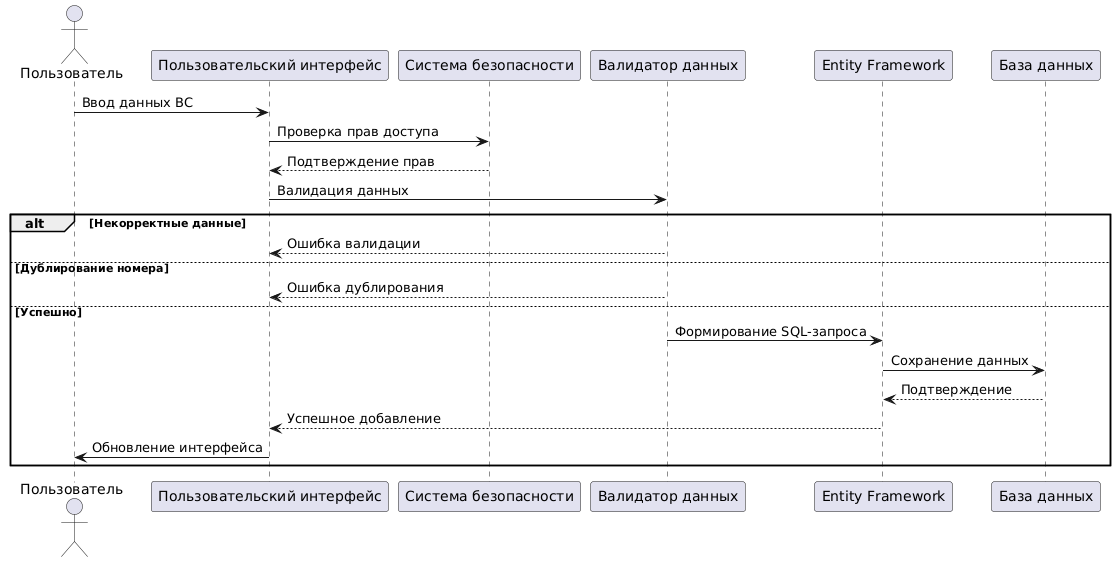 Пользователь
Пользовательский интерфейс
Система безопасности
Валидатор данных
Entity Framework
База данных
Ввод данных ВС
Проверка прав доступа
Подтверждение прав
Валидация данных
alt [Некорректные данные]
Ошибка валидации
[Дублирование номера]
Ошибка дублирования
[Успешно]
Формирование SQL-запроса
Сохранение данных
Подтверждение
Успешное добавление
Обновление интерфейса
Пользователь
Пользовательский интерфейс
Система безопасности
Валидатор данных
Entity Framework
База данных